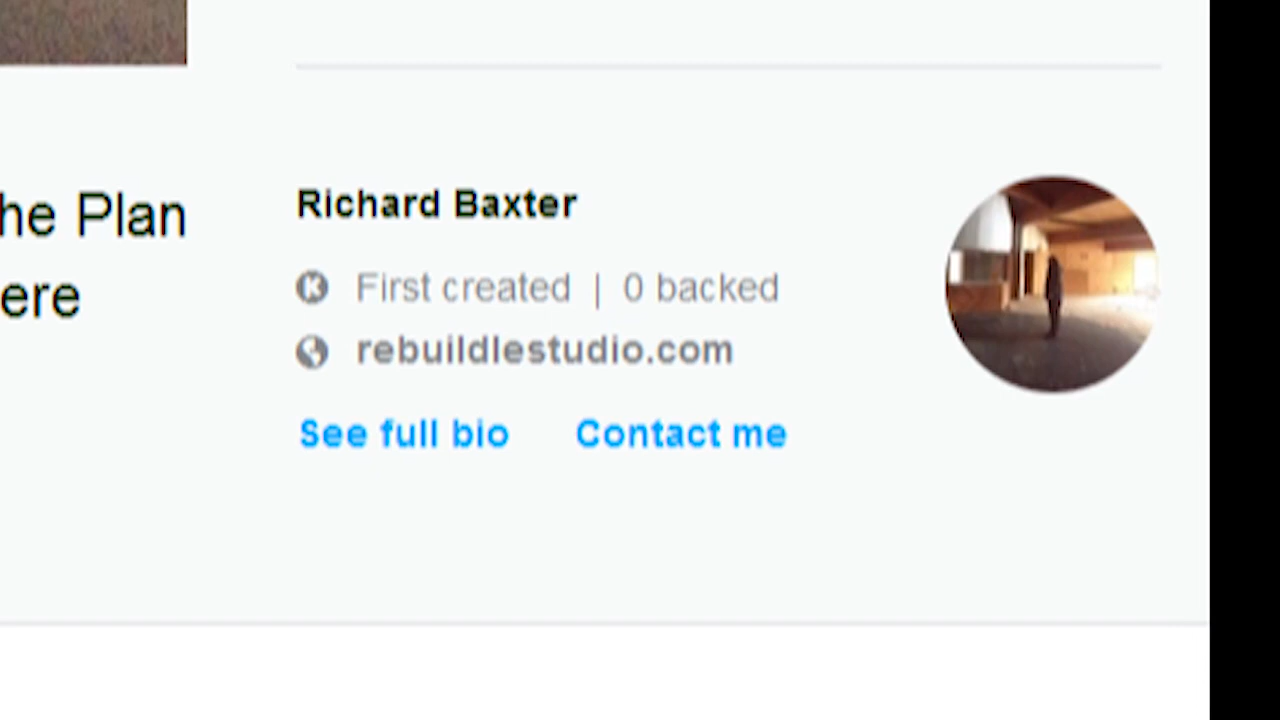 he Plan
ere
Richard Baxter
First created | 0 backed
rebuildlestudio.com
See full bio Contact me